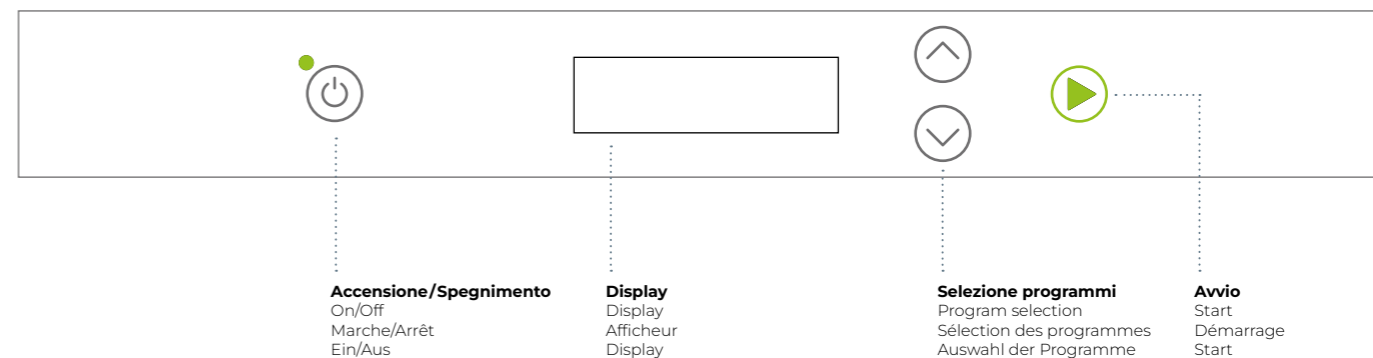 Accensione/Spegnimento
On/Off
Marche/Arrêt
Ein/Aus
Display
Display
Afficheur
Display
Selezione programmi
Program selection
Sélection des programmes
Auswahl der Programme
Avvio
Start
Démarrage
Start